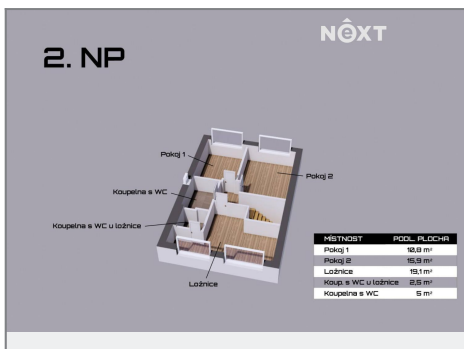 NÊXT
2. NP
Pokoj 1
Pokoj 2
Koupelna s WC
Koupelna s WC u ložnice
Ložnice
MÍSTNOST PODL. PLOCHA
Pokoj 1 10,8 m²
Pokoj 2 15,9 m²
Ložnice 19,1 m²
Koup. s WC u ložnice 2,5 m²
Koupelna s WC 5 m²